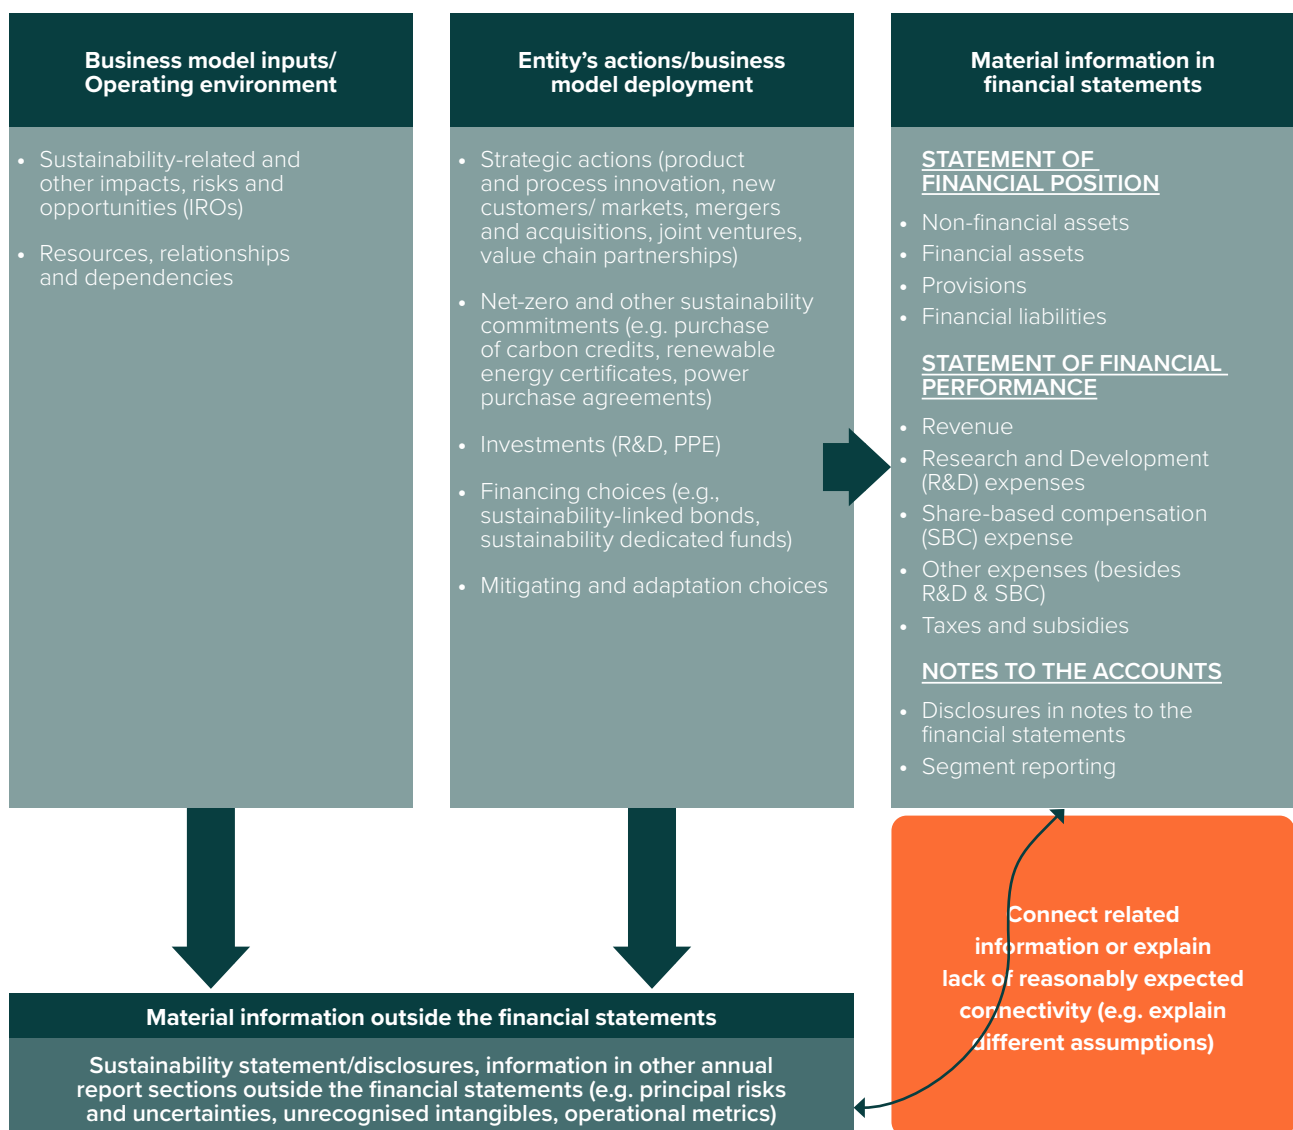 Business model inputs/
Operating environment
• Sustainability-related and
other impacts, risks and
opportunities (IROs)
• Resources, relationships
and dependencies
Entity’s actions/business
model deployment
• Strategic actions (product
and process innovation, new
customers/ markets, mergers
and acquisitions, joint ventures,
value chain partnerships)
• Net-zero and other sustainability
commitments (e.g. purchase
of carbon credits, renewable
energy certificates, power
purchase agreements)
• Investments (R&D, PPE)
• Financing choices (e.g.,
sustainability-linked bonds,
sustainability dedicated funds)
• Mitigating and adaptation choices
Material information in
financial statements
STATEMENT OF
FINANCIAL POSITION
• Non-financial assets
• Financial assets
• Provisions
• Financial liabilities
STATEMENT OF FINANCIAL
PERFORMANCE
• Revenue
• Research and Development
(R&D) expenses
• Share-based compensation
(SBC) expense
• Other expenses (besides
R&D & SBC)
• Taxes and subsidies
NOTES TO THE ACCOUNTS
• Disclosures in notes to the
financial statements
• Segment reporting
Material information outside the financial statements
Sustainability statement/disclosures, information in other annual
report sections outside the financial statements (e.g. principal risks
and uncertainties, unrecognised intangibles, operational metrics)
Connect related
information or explain
lack of reasonably expected
connectivity (e.g. explain
different assumptions)